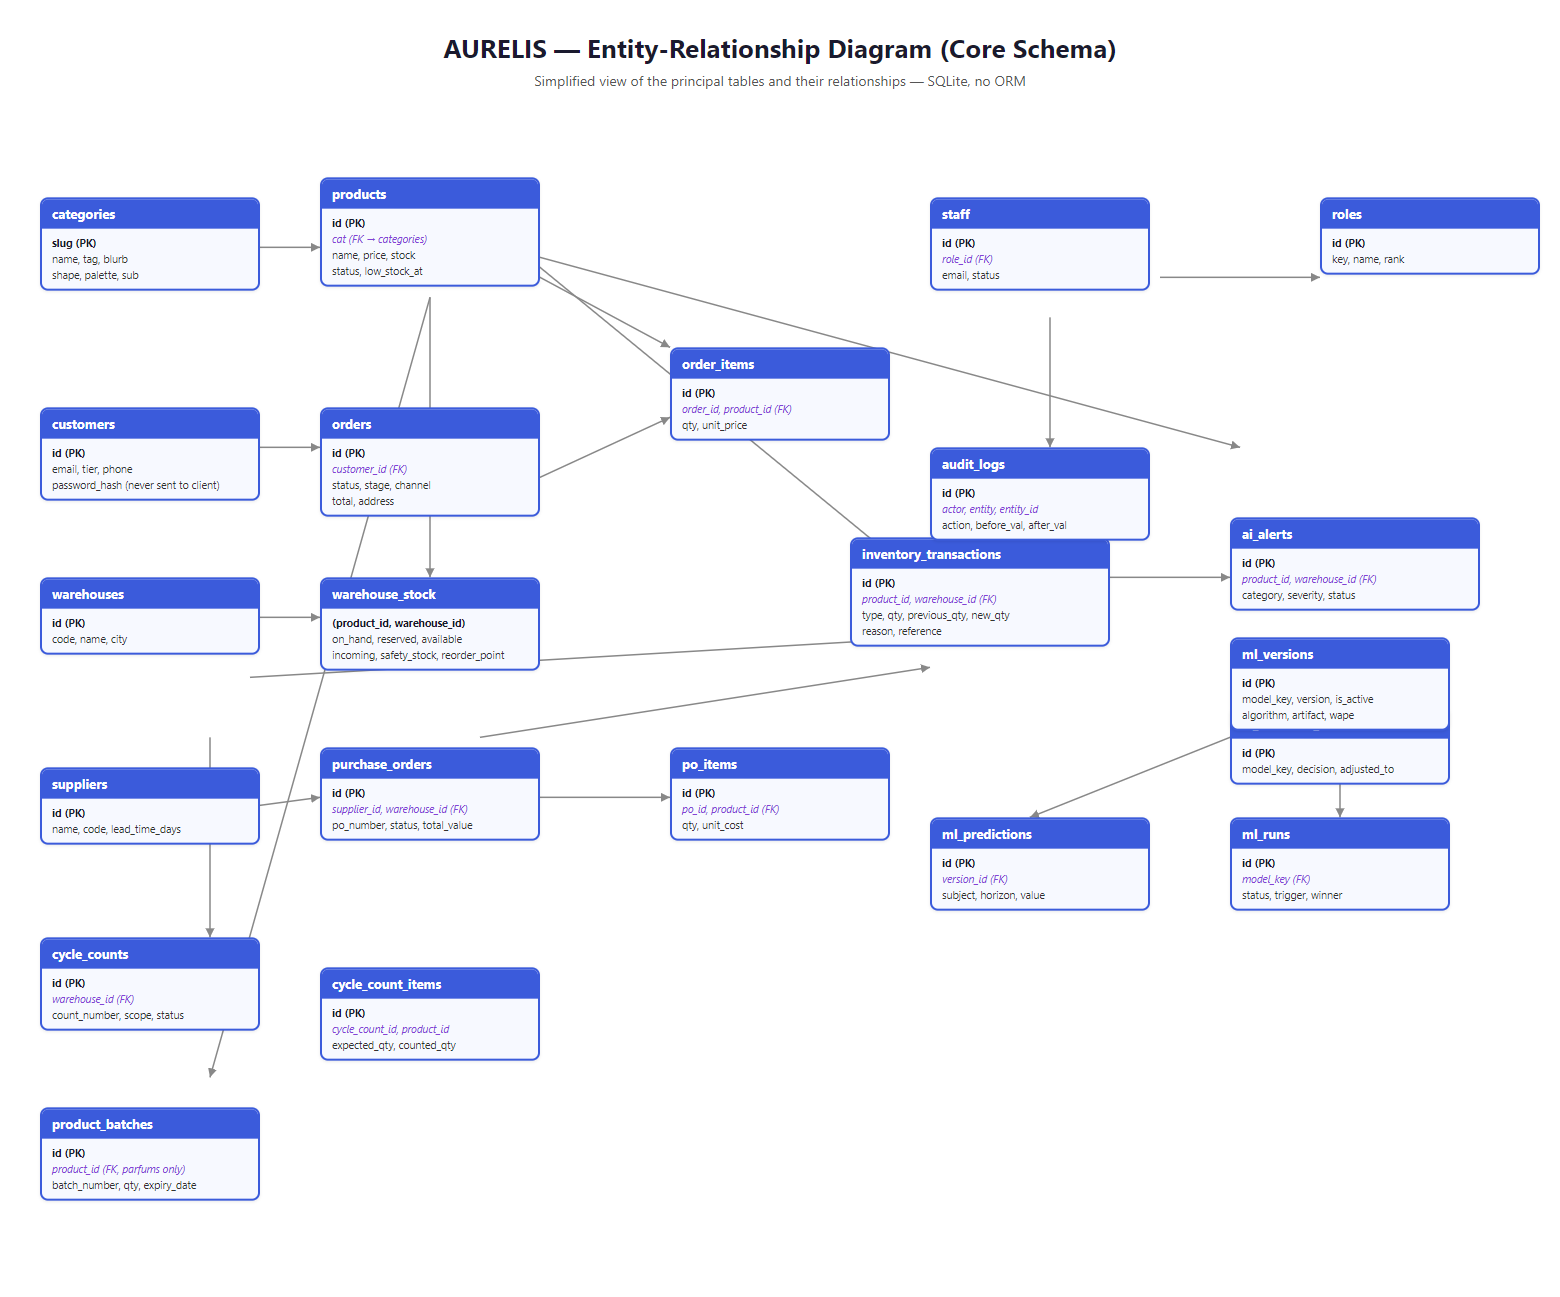 AURELIS — Entity-Relationship Diagram (Core Schema)
Simplified view of the principal tables and their relationships — SQLite, no ORM
categories
slug (PK)
name, tag, blurb
shape, palette, sub
products
id (PK)
cat (FK → categories)
name, price, stock
status, low_stock_at
staff
id (PK)
role_id (FK)
email, status
roles
id (PK)
key, name, rank
customers
id (PK)
email, tier, phone
password_hash (never sent to client)
orders
id (PK)
customer_id (FK)
status, stage, channel
total, address
order_items
id (PK)
order_id, product_id (FK)
qty, unit_price
audit_logs
id (PK)
actor, entity, entity_id
action, before_val, after_val
warehouses
id (PK)
code, name, city
warehouse_stock
(product_id, warehouse_id)
on_hand, reserved, available
incoming, safety_stock, reorder_point
inventory_transactions
id (PK)
product_id, warehouse_id (FK)
type, qty, previous_qty, new_qty
reason, reference
ai_alerts
id (PK)
product_id, warehouse_id (FK)
category, severity, status
ml_versions
id (PK)
model_key, version, is_active
algorithm, artifact, wape
id (PK)
model_key, decision, adjusted_to
suppliers
id (PK)
name, code, lead_time_days
purchase_orders
id (PK)
supplier_id, warehouse_id (FK)
po_number, status, total_value
po_items
id (PK)
po_id, product_id (FK)
qty, unit_cost
ml_predictions
id (PK)
version_id (FK)
subject, horizon, value
ml_runs
id (PK)
model_key (FK)
status, trigger, winner
cycle_counts
id (PK)
warehouse_id (FK)
count_number, scope, status
cycle_count_items
id (PK)
cycle_count_id, product_id
expected_qty, counted_qty
product_batches
id (PK)
product_id (FK, parfums only)
batch_number, qty, expiry_date